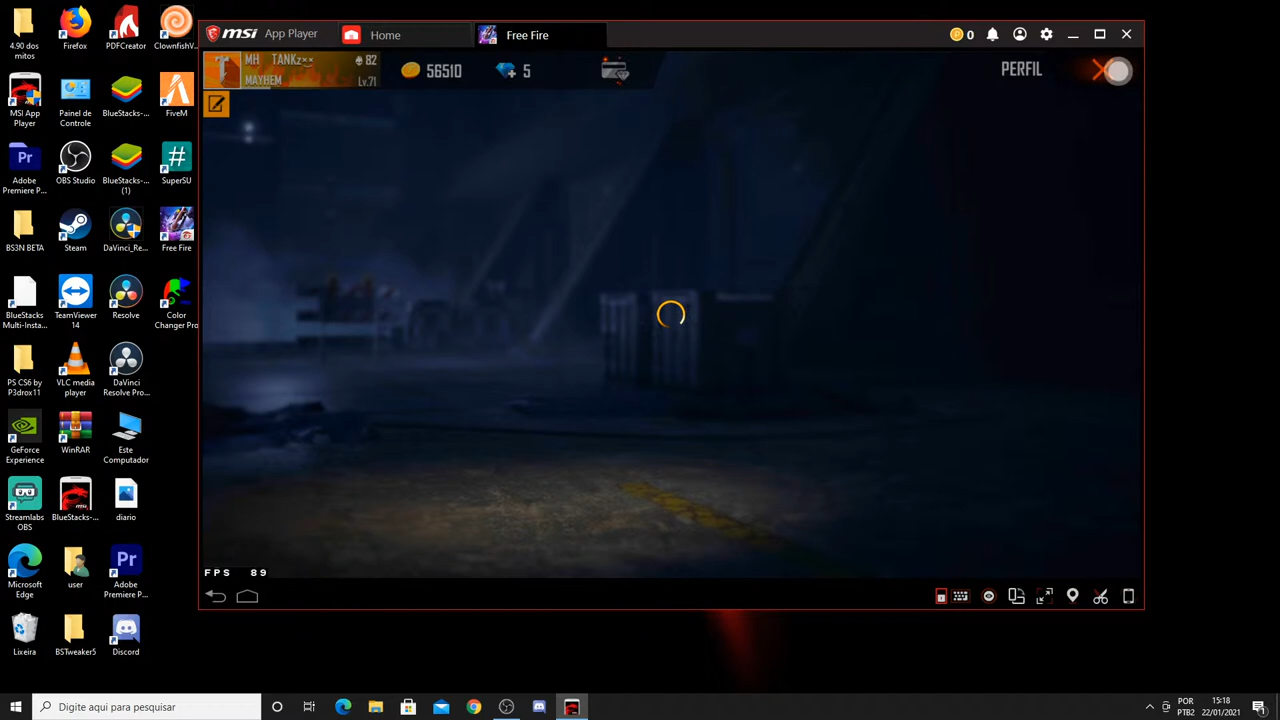 4.90 dos
mitos
Firefox
PDFCreator
ClownfishV...
MSI App
Player
Painel de
Controle
BlueStacks-...
FiveM
Adobe
Premiere P...
OBS Studio
BlueStacks-...
(1)
SuperSU
BS3N BETA
Steam
DaVinci_Re...
Free Fire
BlueStacks
Multi-Insta...
TeamViewer
14
Resolve
Color
Changer Pro
PS CS6 by
P3drox11
VLC media
player
DaVinci
Resolve Pro...
GeForce
Experience
WinRAR
Este
Computador
Streamlabs
OBS
BlueStacks-...
diario
Microsoft
Edge
user
Adobe
Premiere P...
Lixeira
BSTweaker5
Discord
msi App Player
Home
Free Fire
0
MH TANKz
82
MAYHEM
Lv.71
56510
5
PERFIL
FPS 89
Digite aqui para pesquisar
POR
PTB2
15:18
22/01/2021